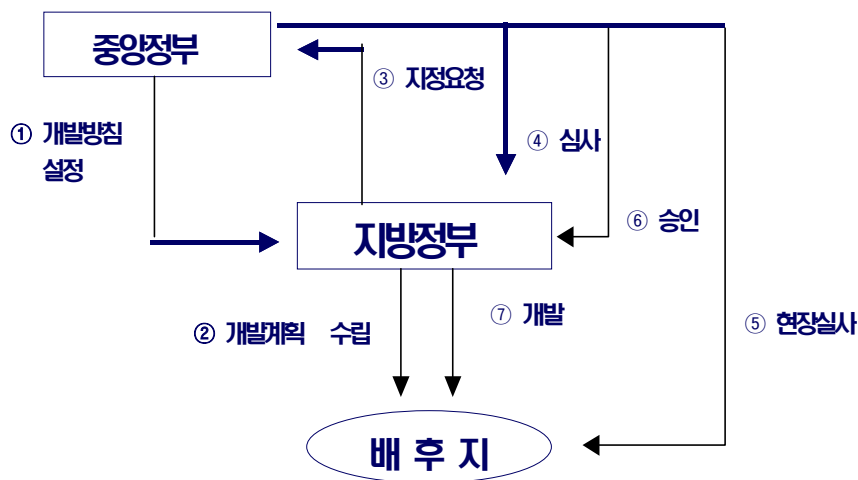 중앙정부
③ 지정요청
① 개발방침
설정
④ 심사
지방정부
⑥ 승인
② 개발계획 수립
⑦ 개발
⑤ 현장실사
배 후 지